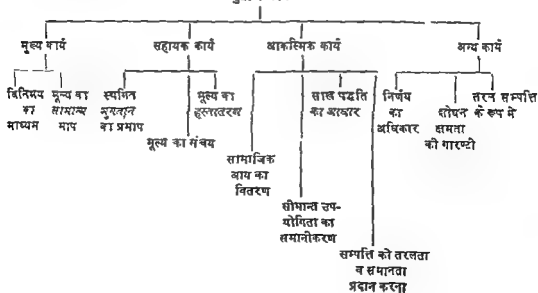 मुख्य कार्य
सहायक कार्य
आकस्मिक कार्य
अन्य कार्य
विनिमय
का
माध्यम
मूल्य का
सामान्य
माप
स्थगित
भुगतान
का प्रमाप
मूल्य का संचय
मूल्य का
हस्तांतरण
सामाजिक
आय का
वितरण
सीमान्त उप-
योगिता का
समानीकरण
साख पद्धति
का आधार
सम्पत्ति को तरलता
व समानता
प्रदान करना
निर्णय
का
अधिकार
शोधन
क्षमता
की गारण्टी
तरल सम्पत्ति
के रूप में